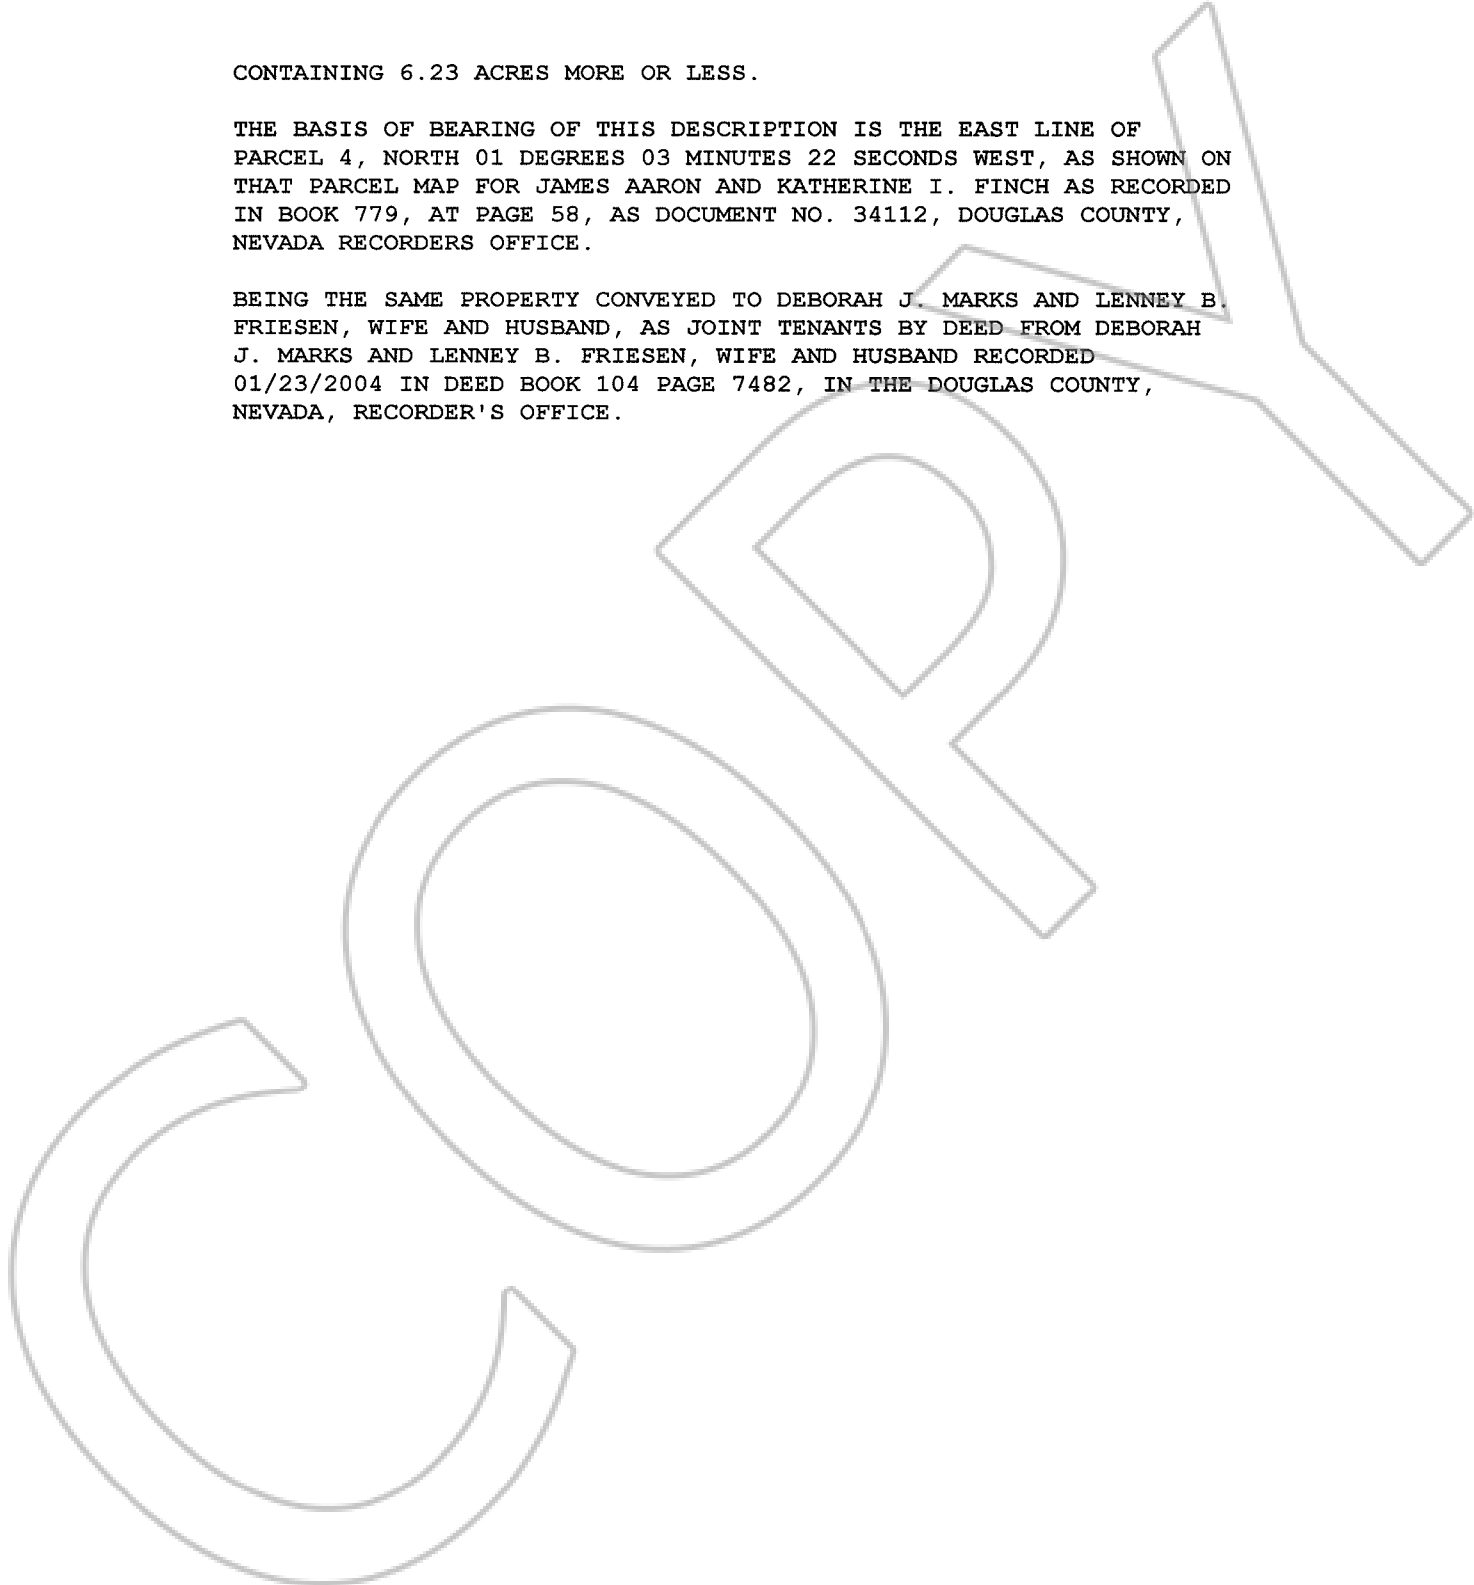 CONTAINING 6.23 ACRES MORE OR LESS.
THE BASIS OF BEARING OF THIS DESCRIPTION IS THE EAST LINE OF
PARCEL 4, NORTH 01 DEGREES 03 MINUTES 22 SECONDS WEST, AS SHOWN ON
THAT PARCEL MAP FOR JAMES AARON AND KATHERINE I. FINCH AS RECORDED
IN BOOK 779, AT PAGE 58, AS DOCUMENT NO. 34112, DOUGLAS COUNTY,
NEVADA RECORDERS OFFICE.
BEING THE SAME PROPERTY CONVEYED TO DEBORAH J. MARKS AND LENNEY B.
FRIESEN, WIFE AND HUSBAND, AS JOINT TENANTS BY DEED FROM DEBORAH
J. MARKS AND LENNEY B. FRIESEN, WIFE AND HUSBAND RECORDED
01/23/2004 IN DEED BOOK 104 PAGE 7482, IN THE DOUGLAS COUNTY,
NEVADA, RECORDER'S OFFICE.
COPY